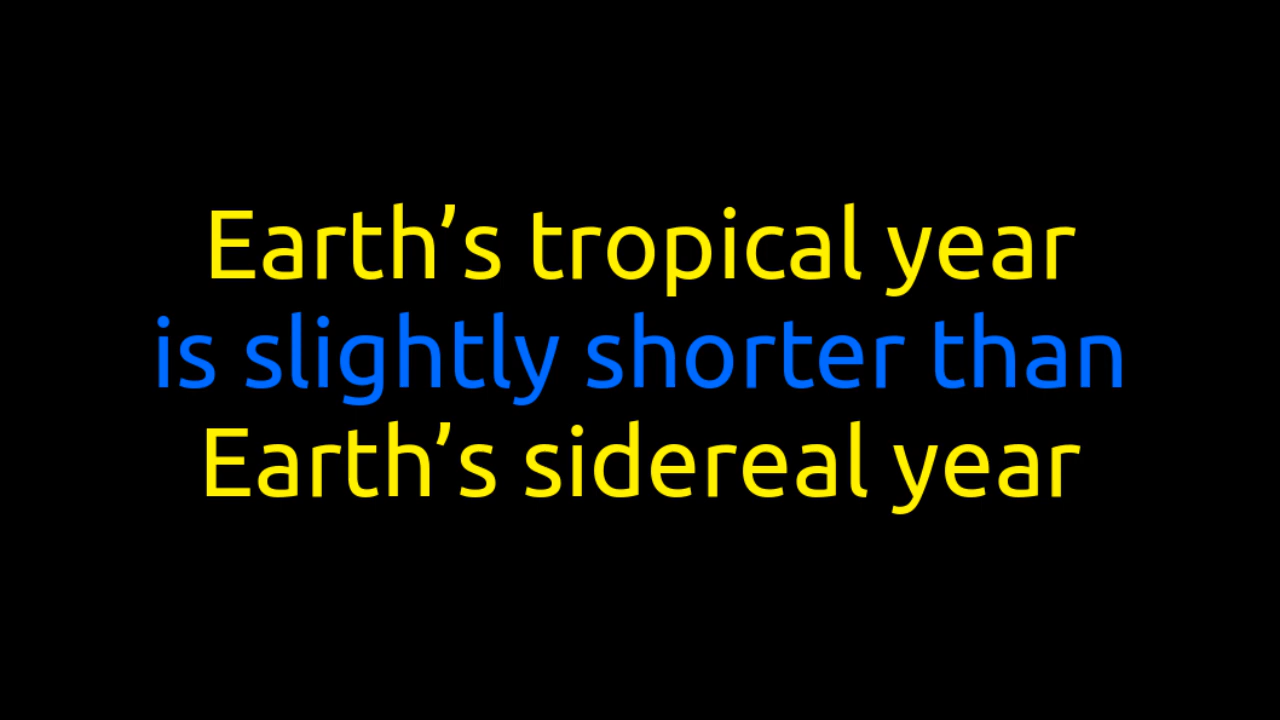 Earth’s tropical year
is slightly shorter than
Earth’s sidereal year